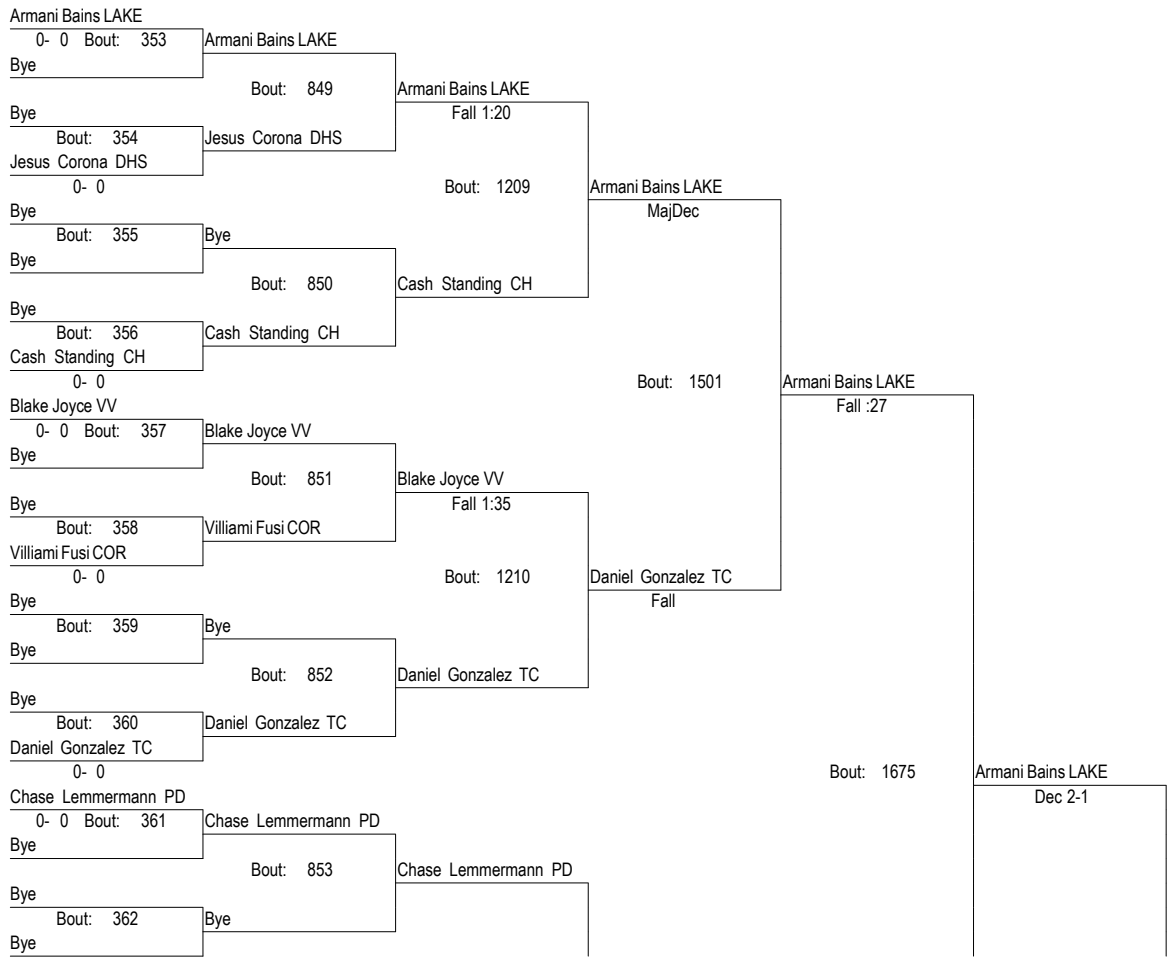 Armani Bains LAKE
0- 0 Bout: 353 Armani Bains LAKE
Bye
Bout: 849 Armani Bains LAKE
Bye Fall 1:20
Bout: 354 Jesus Corona DHS
Jesus Corona DHS
0- 0 Bout: 1209 Armani Bains LAKE
Bye MajDec
Bout: 355 Bye
Bye
Bout: 850 Cash Standing CH
Bye
Bout: 356 Cash Standing CH
Cash Standing CH
0- 0 Bout: 1501 Armani Bains LAKE
Blake Joyce VV Fall :27
0- 0 Bout: 357 Blake Joyce VV
Bye
Bout: 851 Blake Joyce VV
Bye Fall 1:35
Bout: 358 Villiami Fusi COR
Villiami Fusi COR
0- 0 Bout: 1210 Daniel Gonzalez TC
Bye Fall
Bout: 359 Bye
Bye
Bout: 852 Daniel Gonzalez TC
Bye
Bout: 360 Daniel Gonzalez TC
Daniel Gonzalez TC
0- 0 Bout: 1675 Armani Bains LAKE
Chase Lemmermann PD Dec 2-1
0- 0 Bout: 361 Chase Lemmermann PD
Bye
Bout: 853 Chase Lemmermann PD
Bye
Bout: 362 Bye
Bye